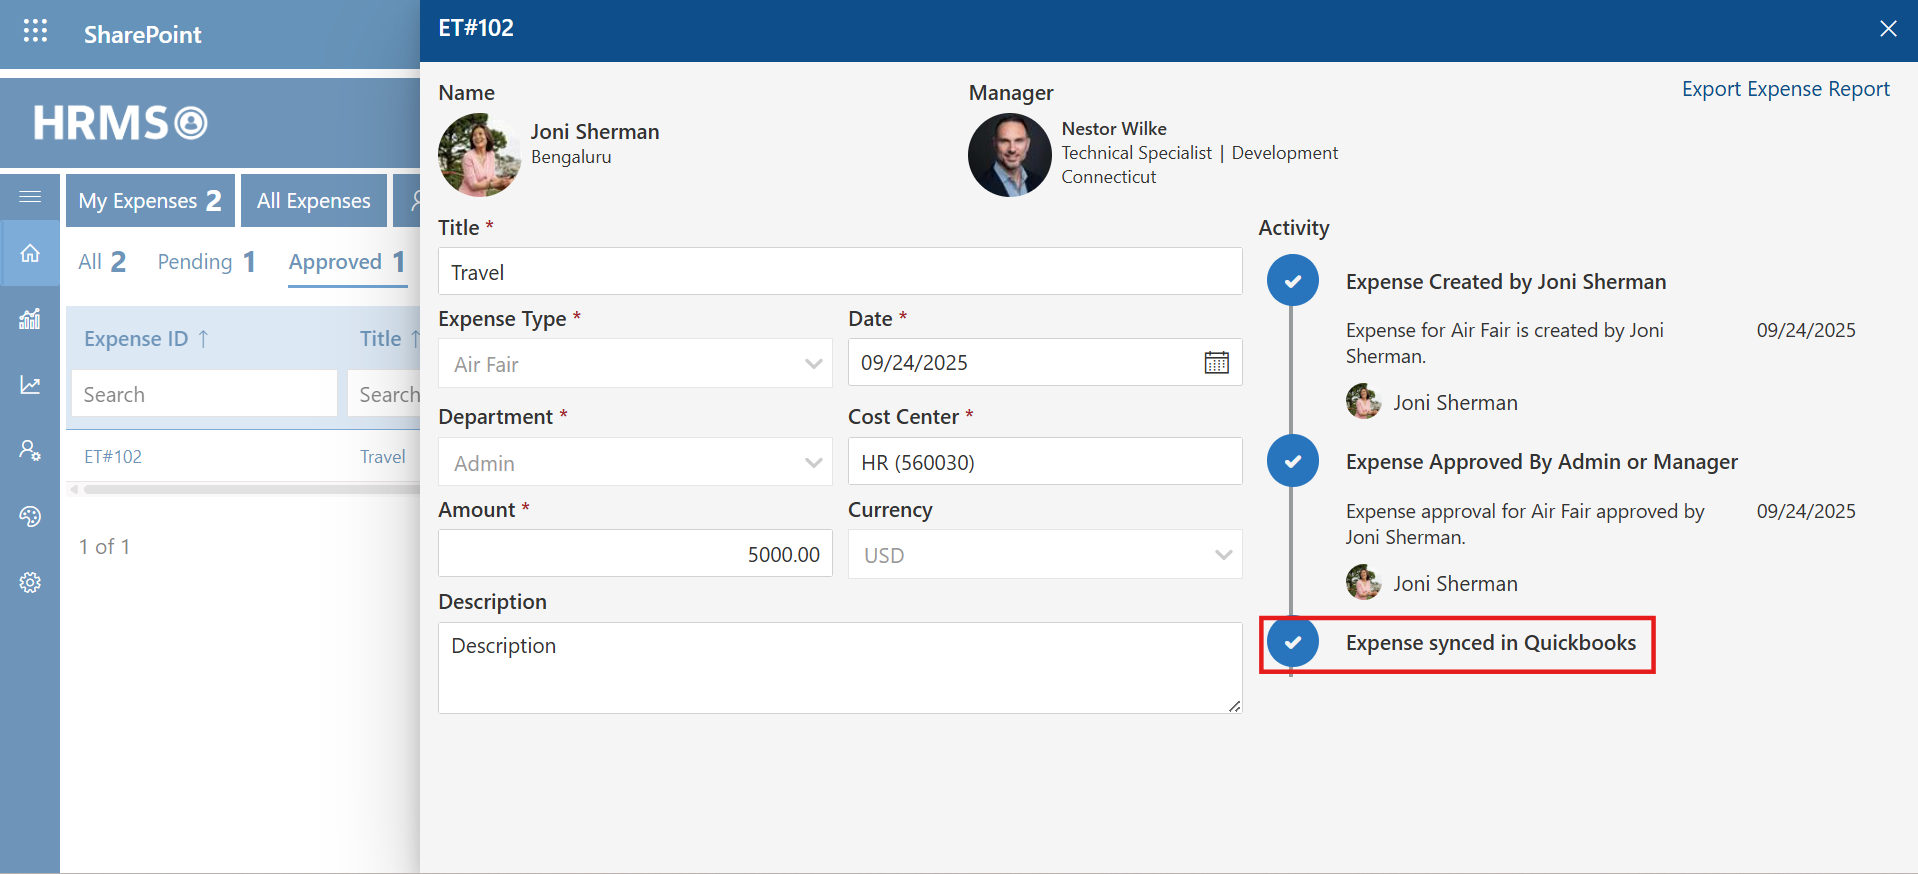 SharePoint
HRMS
My Expenses 2
All Expenses
All 2
Pending 1
Approved 1
Expense ID ↑
Title ↑
Search
Search
ET#102
Travel
1 of 1
ET#102
Export Expense Report
Name
Joni Sherman
Bengaluru
Manager
Nestor Wilke
Technical Specialist | Development
Connecticut
Title *
Travel
Expense Type *
Air Fair
Date *
09/24/2025
Department *
Admin
Cost Center *
HR (560030)
Amount *
5000.00
Currency
USD
Description
Description
Activity
Expense Created by Joni Sherman
Expense for Air Fair is created by Joni
Sherman.
09/24/2025
Joni Sherman
Expense Approved By Admin or Manager
Expense approval for Air Fair approved by
Joni Sherman.
09/24/2025
Joni Sherman
Expense synced in Quickbooks